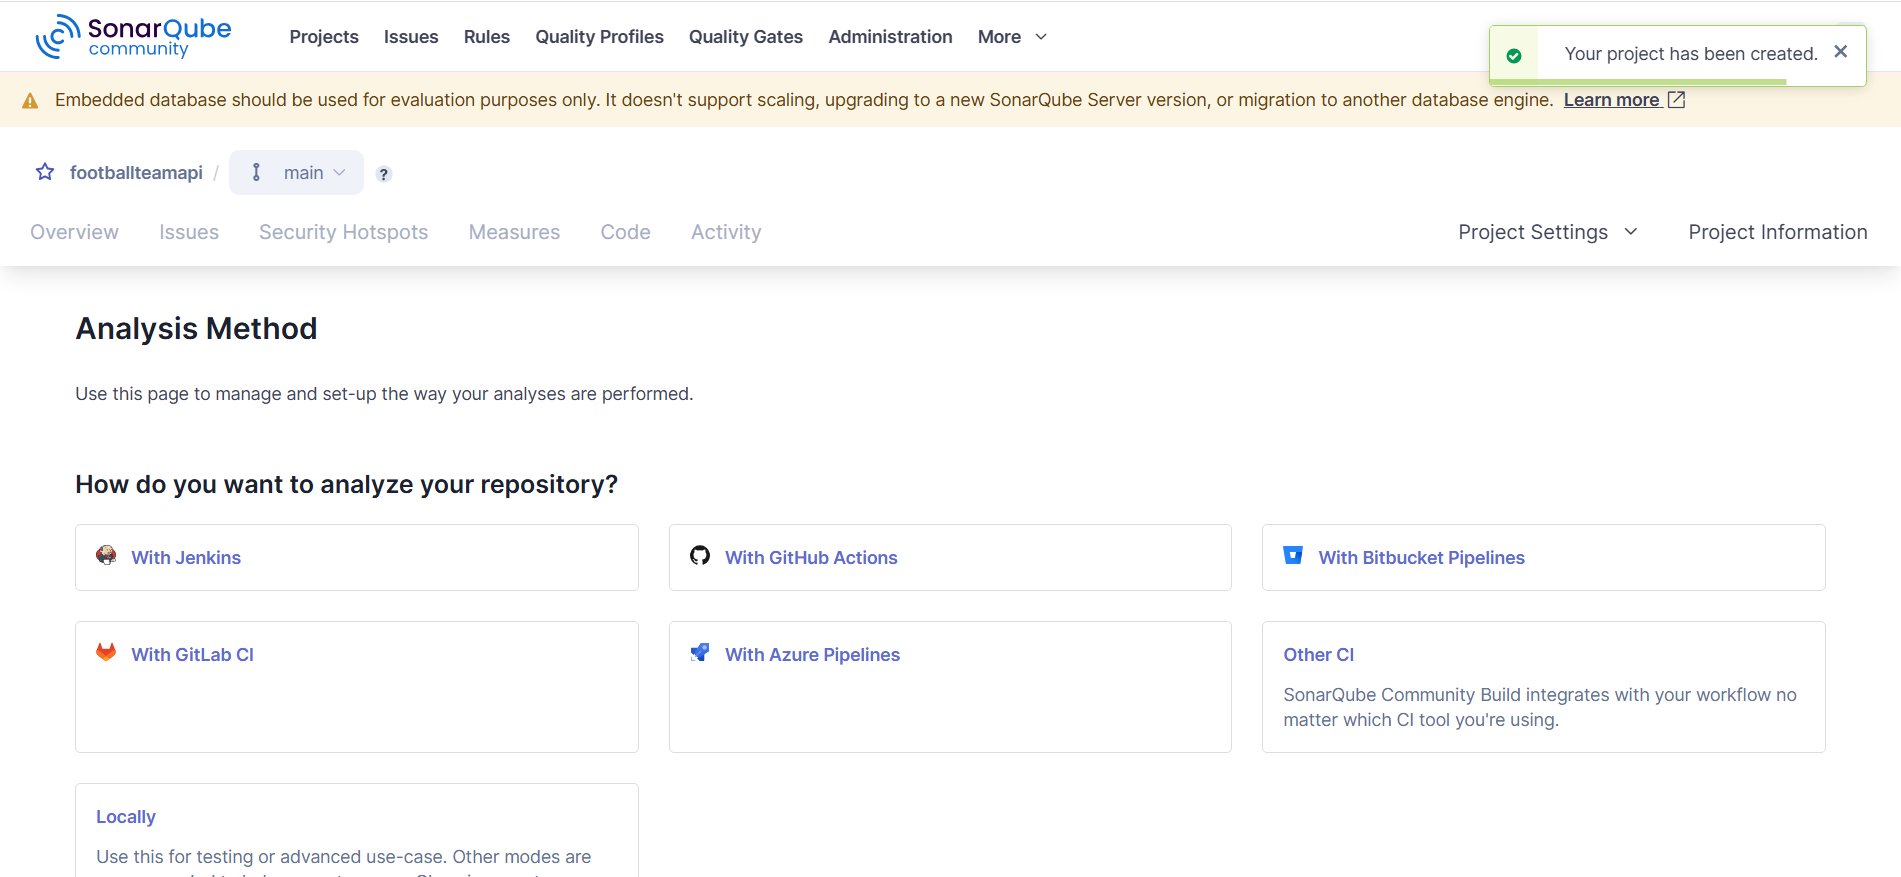 SonarQube
community
Projects Issues Rules Quality Profiles Quality Gates Administration More
Your project has been created.
Embedded database should be used for evaluation purposes only. It doesn't support scaling, upgrading to a new SonarQube Server version, or migration to another database engine. Learn more
footballteamapi / main ?
Overview Issues Security Hotspots Measures Code Activity Project Settings Project Information
Analysis Method
Use this page to manage and set-up the way your analyses are performed.
How do you want to analyze your repository?
With Jenkins
With GitHub Actions
With Bitbucket Pipelines
With GitLab CI
With Azure Pipelines
Other CI
SonarQube Community Build integrates with your workflow no
matter which CI tool you're using.
Locally
Use this for testing or advanced use-case. Other modes are